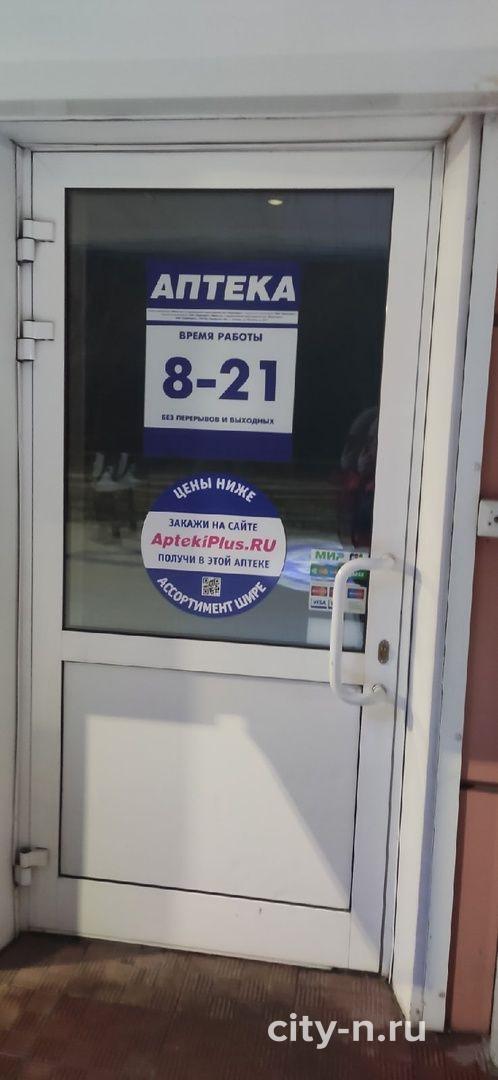 АПТЕКА
ВРЕМЯ РАБОТЫ
8-21
БЕЗ ПЕРЕРЫВОВ И ВЫХОДНЫХ
ЦЕНЫ НИЖЕ
ЗАКАЖИ НА САЙТЕ
AptekiPlus.RU
ПОЛУЧИ В ЭТОЙ АПТЕКЕ
АССОРТИМЕНТ ШИРЕ
МИР
VISA
city-n.ru